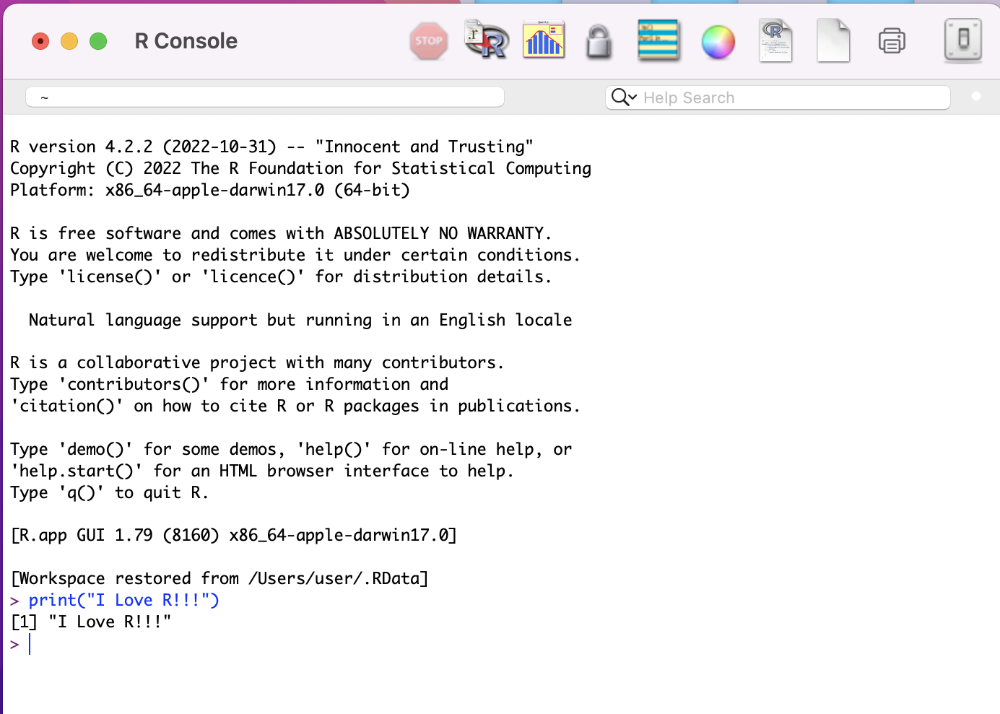 R Console
STOP
~
Help Search
R version 4.2.2 (2022-10-31) -- "Innocent and Trusting"
Copyright (C) 2022 The R Foundation for Statistical Computing
Platform: x86_64-apple-darwin17.0 (64-bit)
R is free software and comes with ABSOLUTELY NO WARRANTY.
You are welcome to redistribute it under certain conditions.
Type 'license()' or 'licence()' for distribution details.
Natural language support but running in an English locale
R is a collaborative project with many contributors.
Type 'contributors()' for more information and
'citation()' on how to cite R or R packages in publications.
Type 'demo()' for some demos, 'help()' for on-line help, or
'help.start()' for an HTML browser interface to help.
Type 'q()' to quit R.
[R.app GUI 1.79 (8160) x86_64-apple-darwin17.0]
[Workspace restored from /Users/user/.RData]
> print("I Love R!!!")
[1] "I Love R!!!"
>